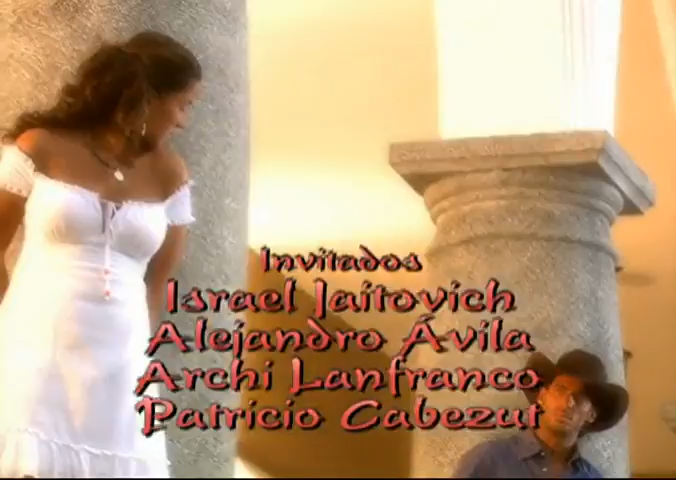 Invitados
Israel Jaitovich
Alejandro Ávila
Archi Lanfranco
Patricio Cabezut